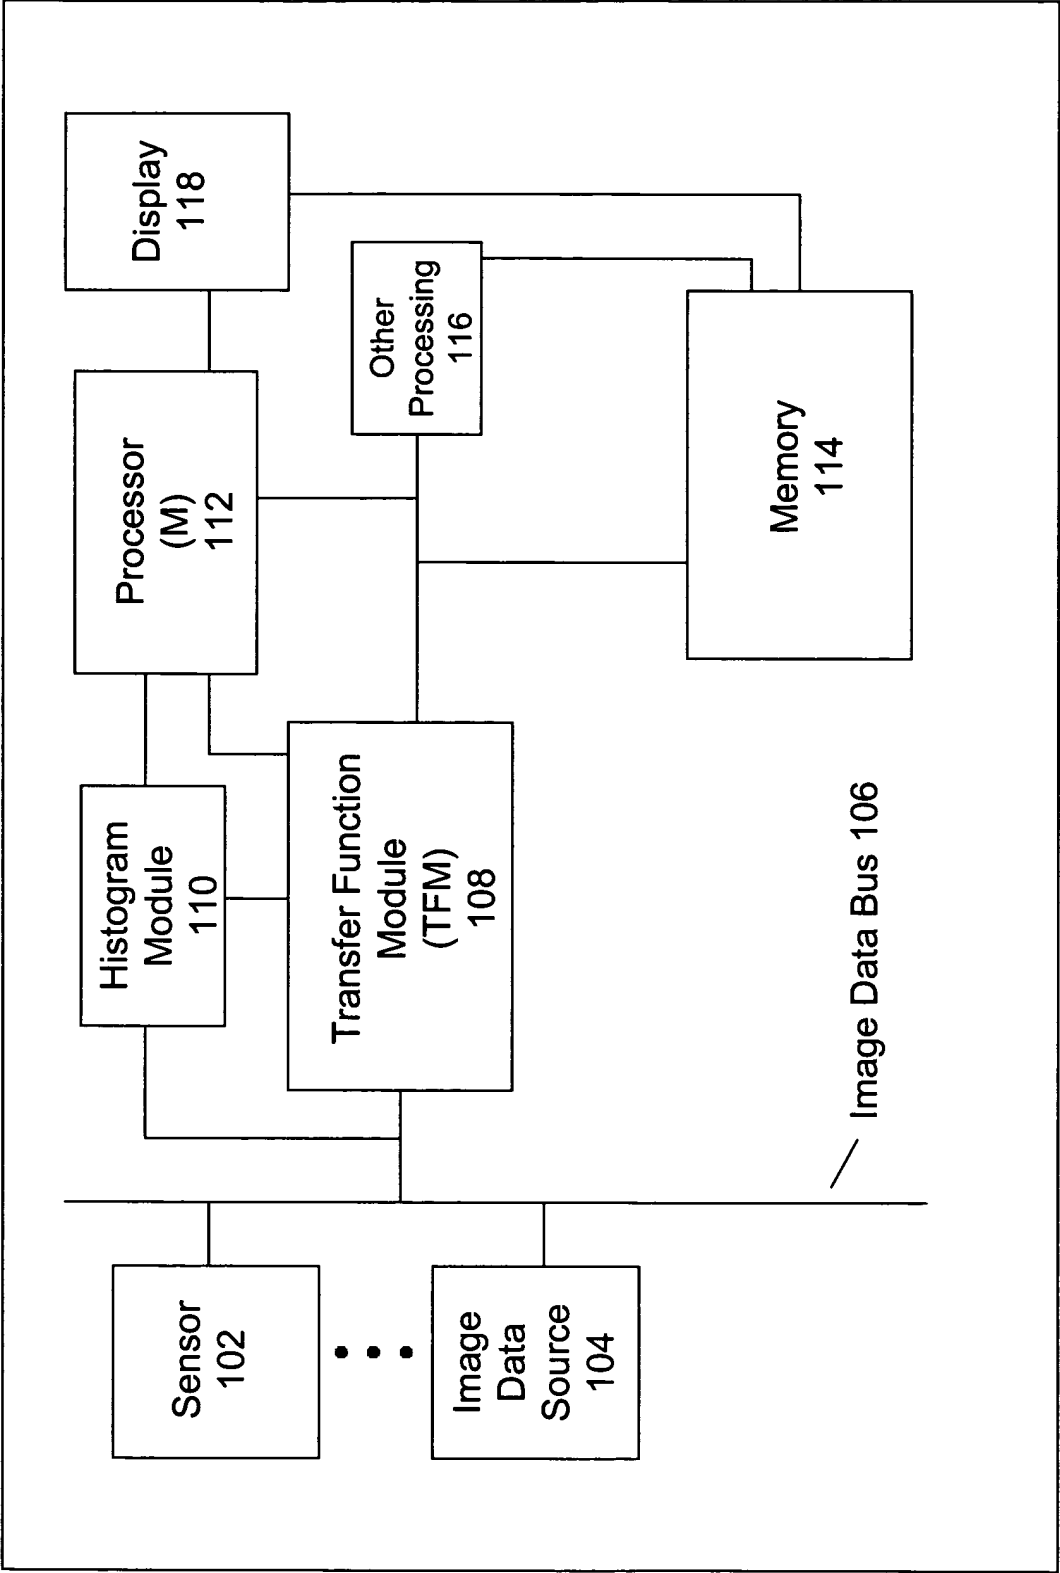 Sensor
102
Image
Data
Source
104
Histogram
Module
110
Transfer Function
Module
(TFM)
108
Processor
(M)
112
Display
118
Other
Processing
116
Memory
114
Image Data Bus 106